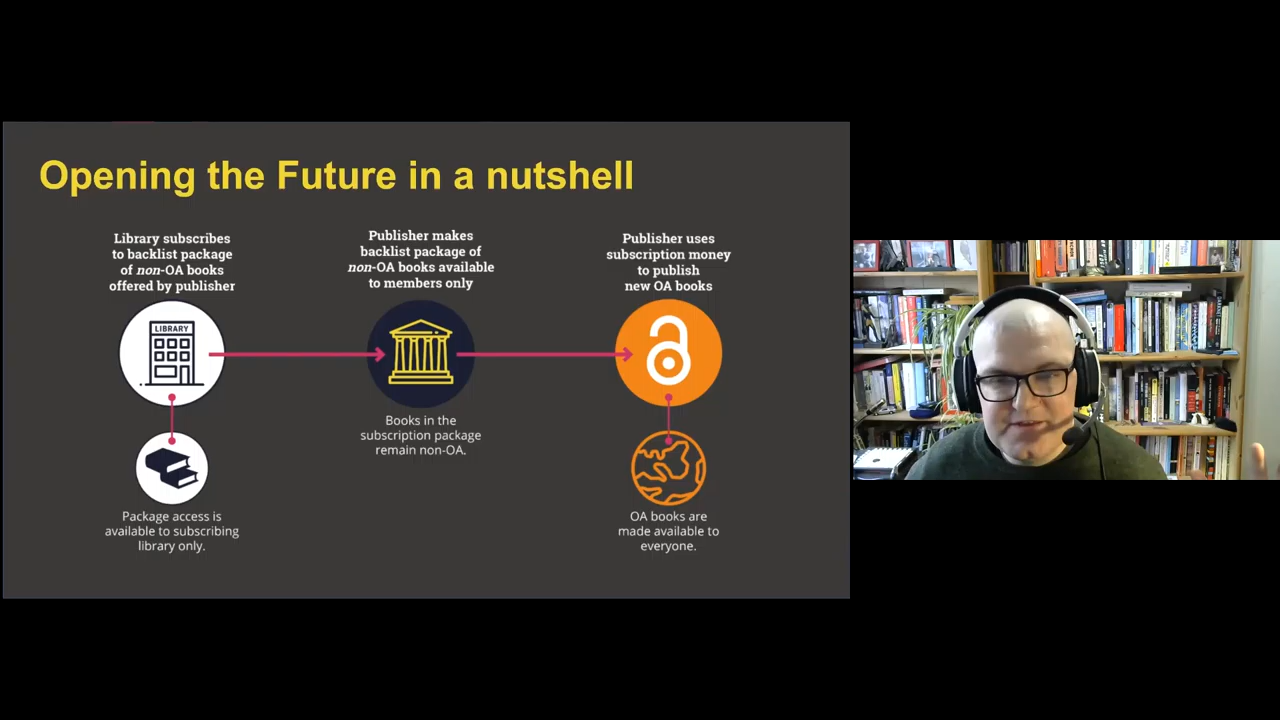 Opening the Future in a nutshell
Library subscribes
to backlist package
of non-OA books
offered by publisher
Publisher makes
backlist package of
non-OA books available
to members only
Publisher uses
subscription money
to publish
new OA books
LIBRARY
Books in the
subscription package
remain non-OA.
Package access is
available to subscribing
library only.
OA books are
made available to
everyone.